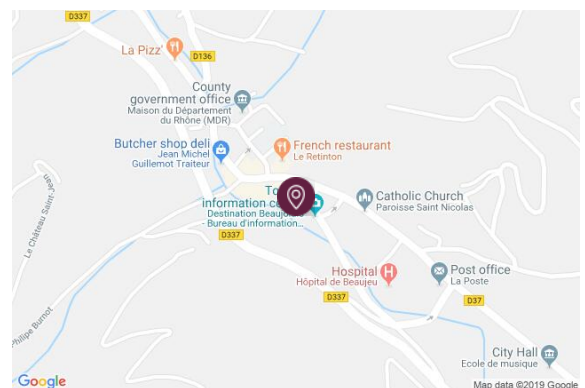 D337
La Pizz'
D136
County
government office
Maison du Département
du Rhône (MDR)
Butcher shop deli
Jean Michel
Guillemot Traiteur
French restaurant
Le Retinton
information
Destination
- Bureau d'information...
Catholic Church
Paroisse Saint Nicolas
Le Château Saint-Jean
D337
Hospital
Hôpital de Beaujeu
Post office
La Poste
D337
D37
Philipe Burnot
City Hall
Ecole de musique
Google
Map data ©2019 Google